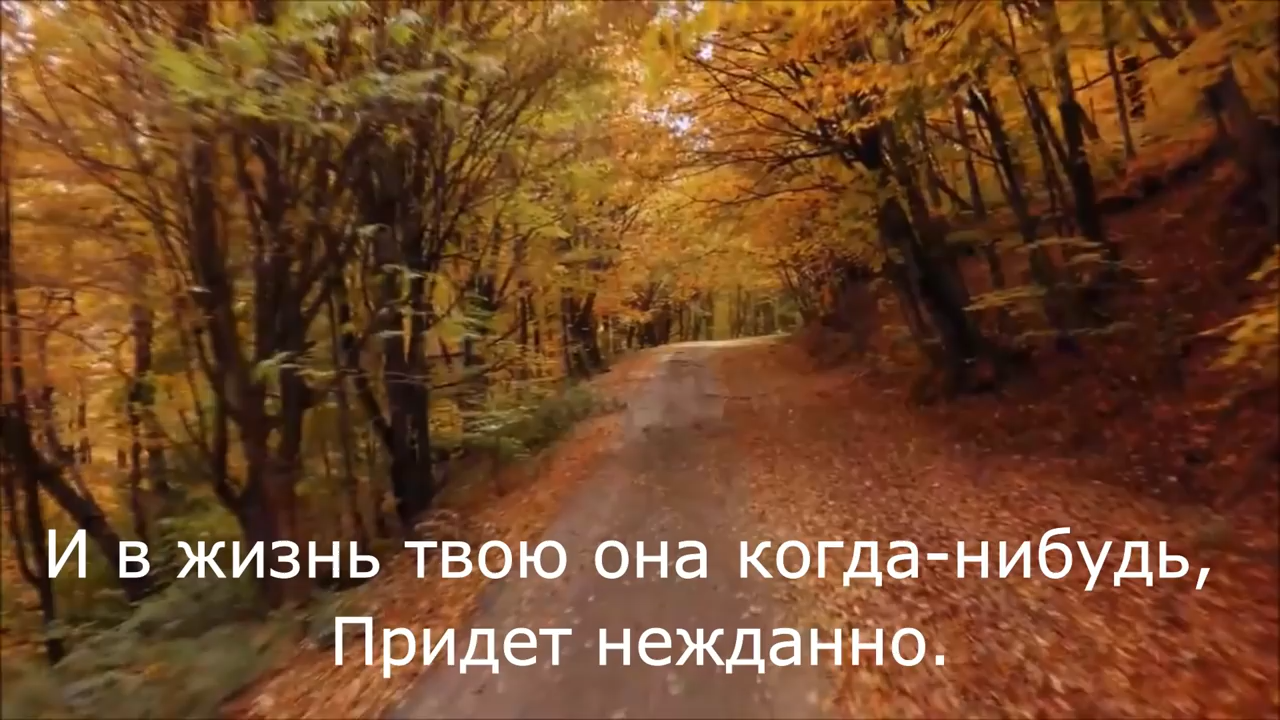 И в жизнь твою она когда-нибудь,
Придет нежданно.